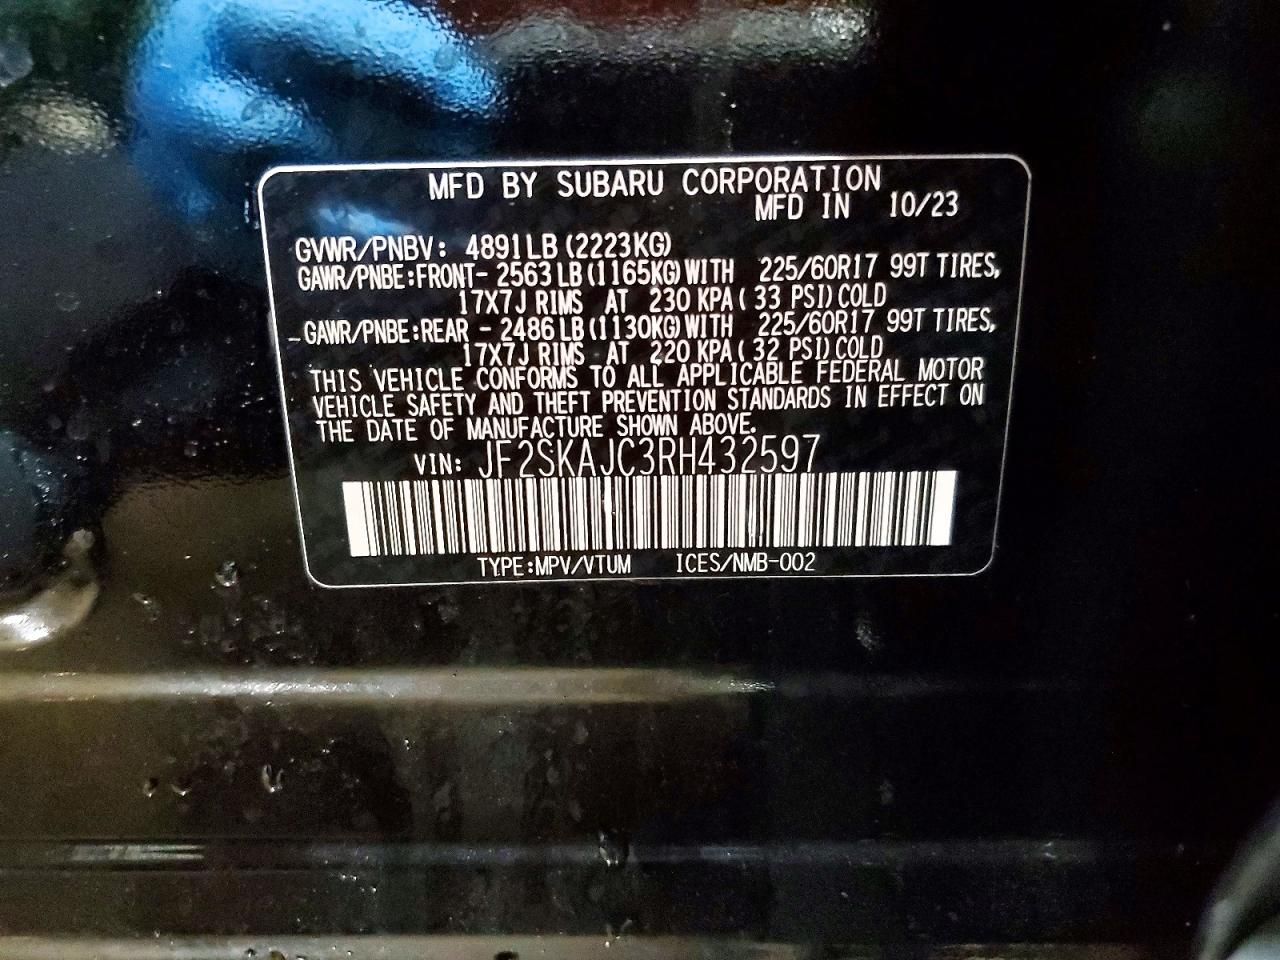 MFD BY SUBARU CORPORATION
MFD IN 10/23
GVWR/PNBV: 4891LB(2223KG)
GAWR/PNBE:FRONT- 2563LB(1165KG)WITH 225/60R17 99T TIRES,
17X7J RIMS AT 230 KPA( 33 PSI)COLD
GAWR/PNBE:REAR - 2486LB(1130KG)WITH 225/60R17 99T TIRES,
17X7J RIMS AT 220 KPA( 32 PSI)COLD
THIS VEHICLE CONFORMS TO ALL APPLICABLE FEDERAL MOTOR
VEHICLE SAFETY AND THEFT PREVENTION STANDARDS IN EFFECT ON
THE DATE OF MANUFACTURE SHOWN ABOVE.
VIN: JF2SKAJC3RH432597
TYPE:MPV/VTUM ICES/NMB-002